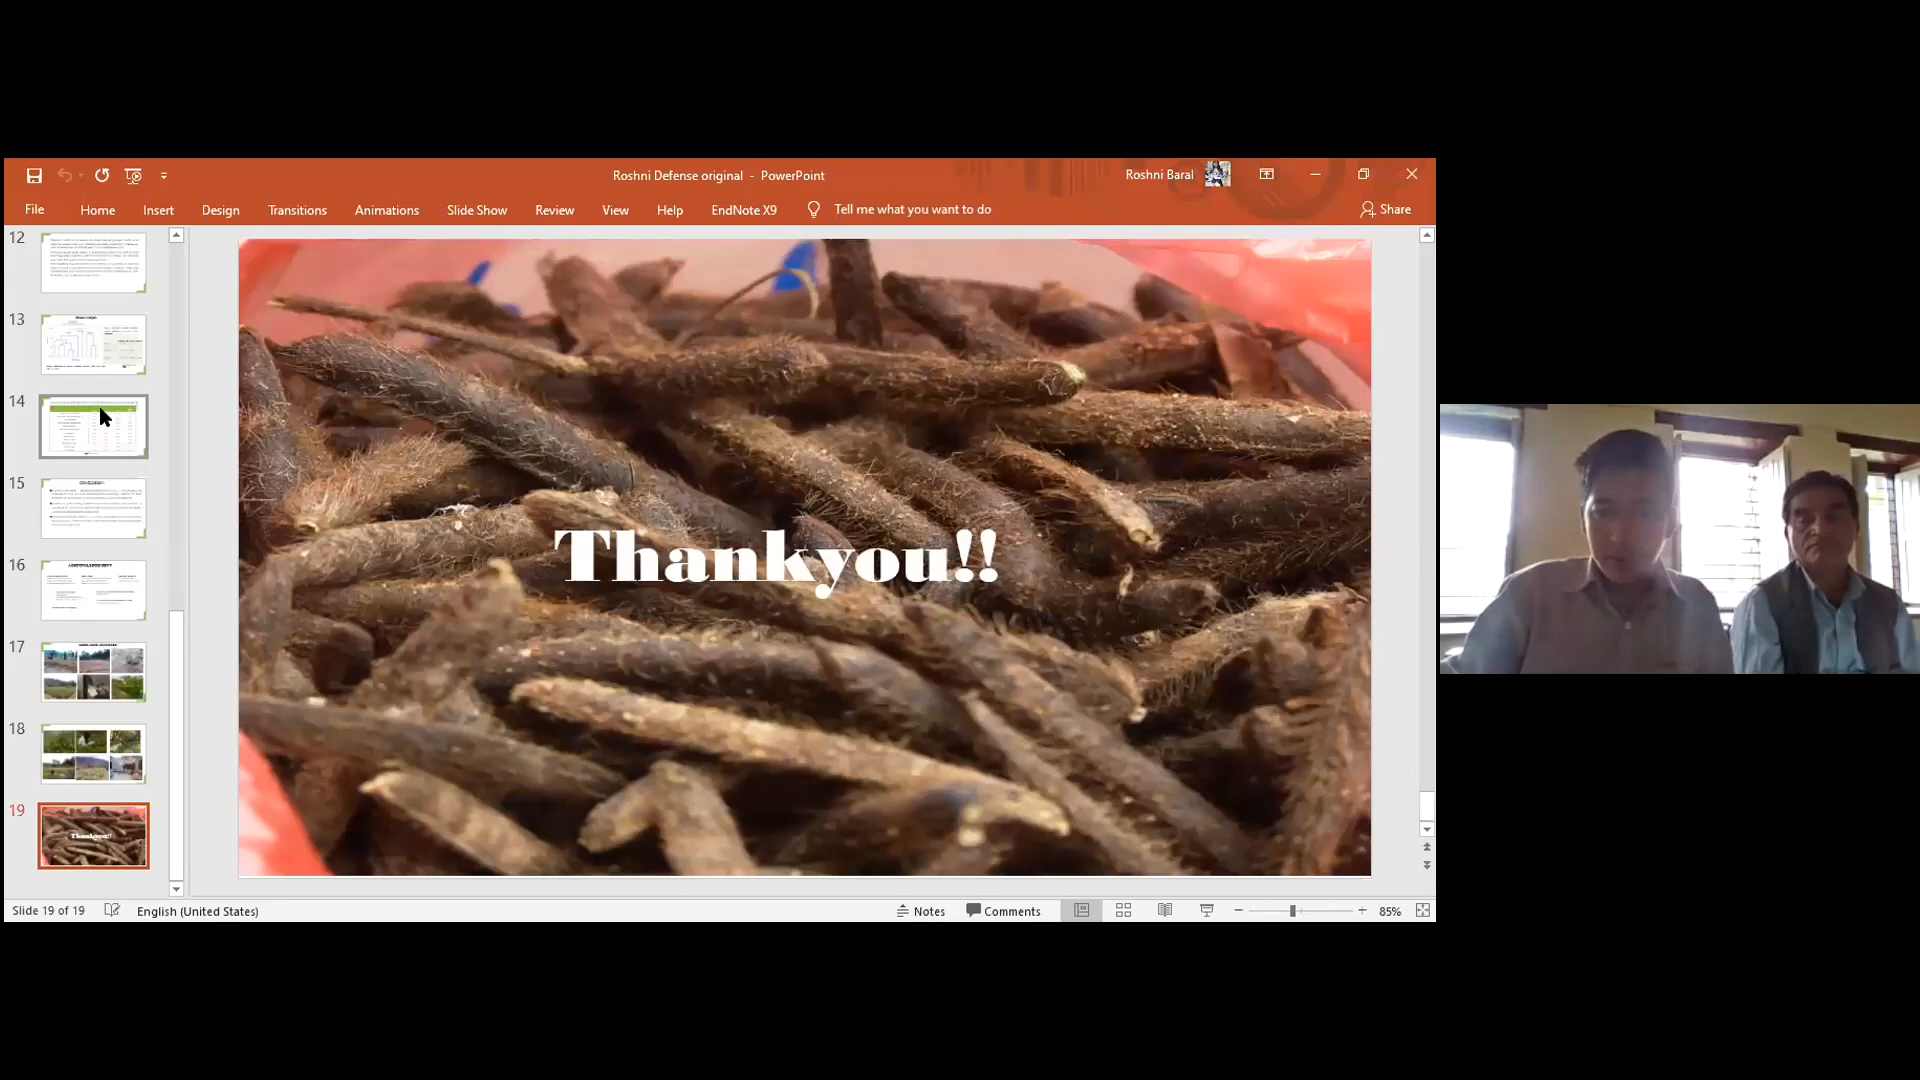 Roshni Defense original - PowerPoint
Roshni Baral
File Home Insert Design Transitions Animations Slide Show Review View Help EndNote X9 Tell me what you want to do Share
12
13
14
15
16
17
18
19
Thankyou!!
Slide 19 of 19 English (United States) Notes Comments 85%